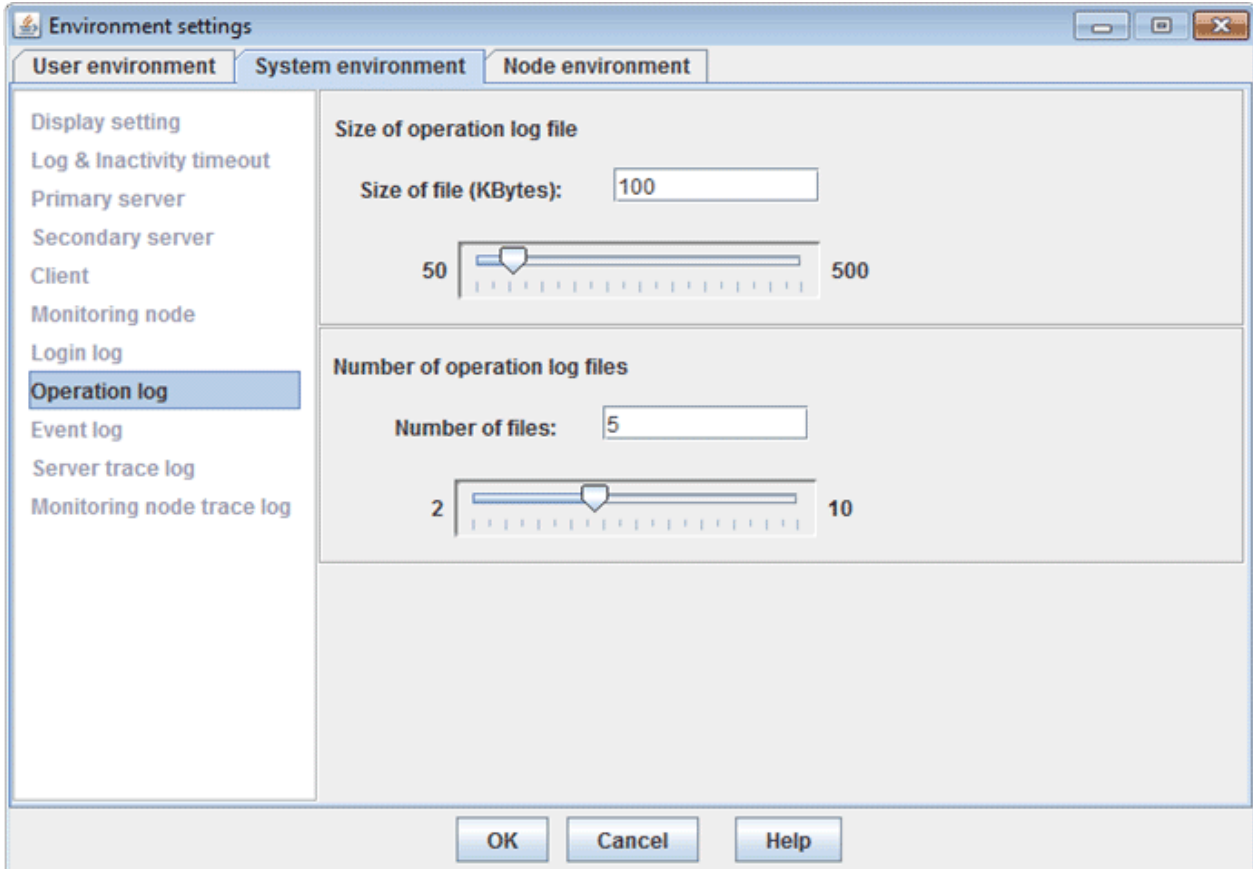 Environment settings
User environment System environment Node environment
Display setting
Log & Inactivity timeout
Primary server
Secondary server
Client
Monitoring node
Login log
Operation log
Event log
Server trace log
Monitoring node trace log
Size of operation log file
Size of file (KBytes): 100
50 500
Number of operation log files
Number of files: 5
2 10
OK Cancel Help